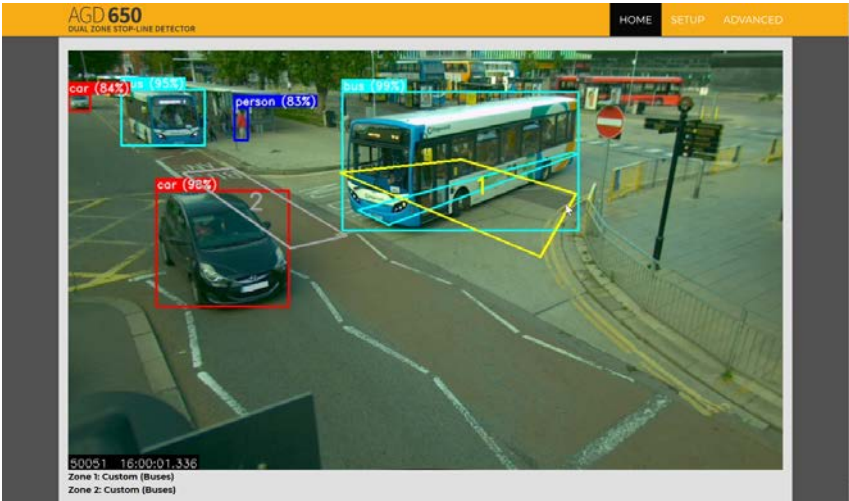 AGD 650
DUAL ZONE STOP-LINE DETECTOR
HOME SETUP ADVANCED
car (84%)
us (95%)
person (83%)
bus (99%)
car (98%)
1
2
50051 16:00:01.336
Zone 1: Custom (Buses)
Zone 2: Custom (Buses)